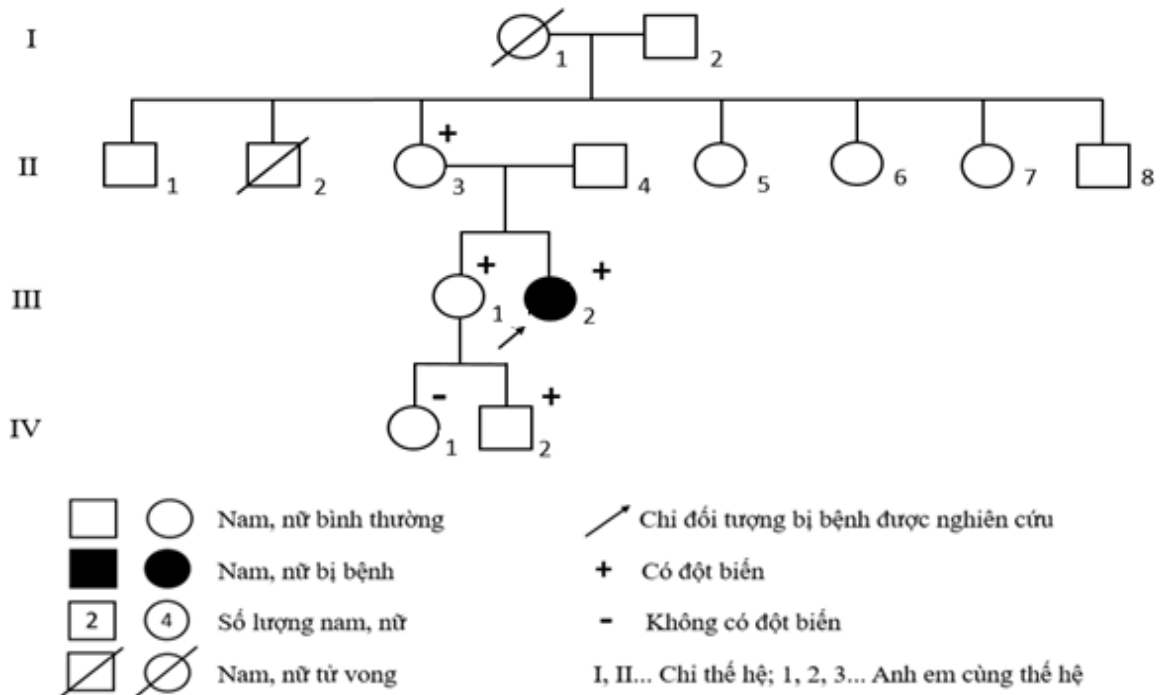 I
1
2
+
II
1
2
3
4
5
6
7
8
+
+
III
1
2
-
+
IV
1
2
Nam, nữ bình thường
Chỉ đối tượng bị bệnh được nghiên cứu
Nam, nữ bị bệnh
+ Có đột biến
2 4 Số lượng nam, nữ
- Không có đột biến
Nam, nữ tử vong
I, II... Chỉ thế hệ; 1, 2, 3... Anh em cùng thế hệ